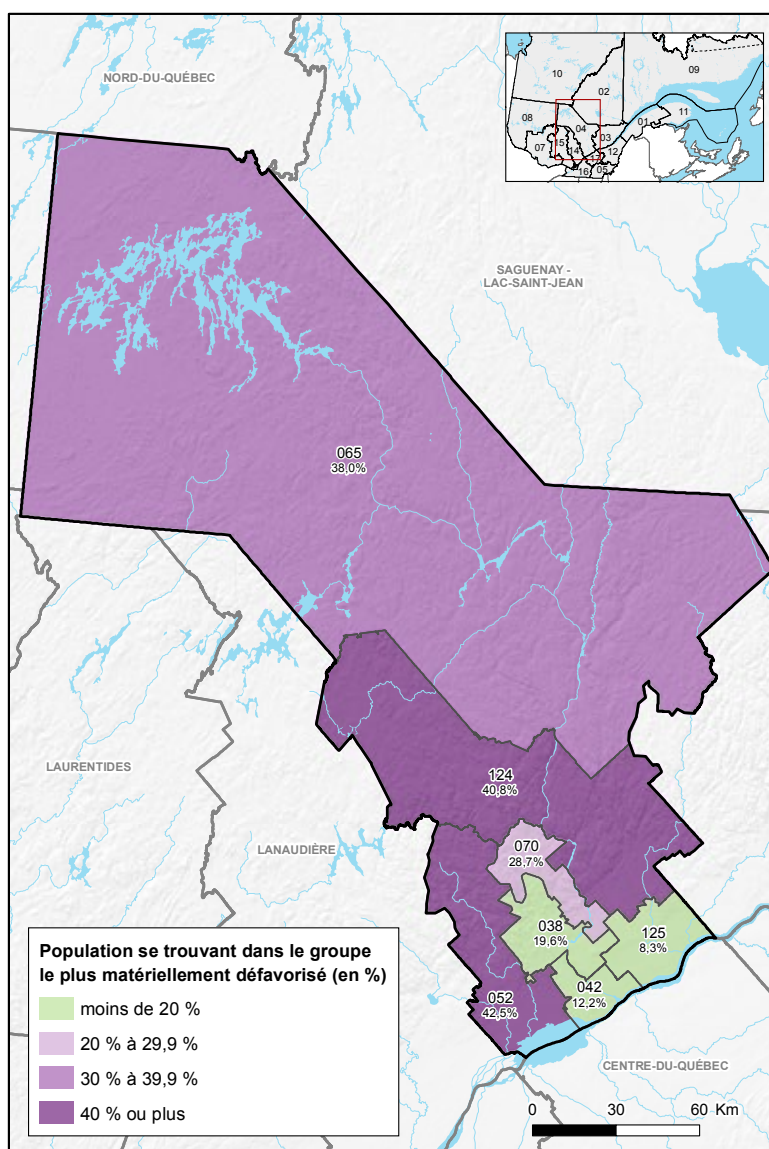 NORD-DU-QUÉBEC
10
09
02
08
04
03
01
11
07
15
14
12
17
16
05
SAGUENAY -
LAC-SAINT-JEAN
065
38,0%
LAURENTIDES
124
40,8%
LANAUDIÈRE
070
28,7%
038
19,6%
125
8,3%
042
12,2%
052
42,5%
CENTRE-DU-QUÉBEC
Population se trouvant dans le groupe
le plus matériellement défavorisé (en %)
moins de 20 %
20 % à 29,9 %
30 % à 39,9 %
40 % ou plus
0 30 60 Km